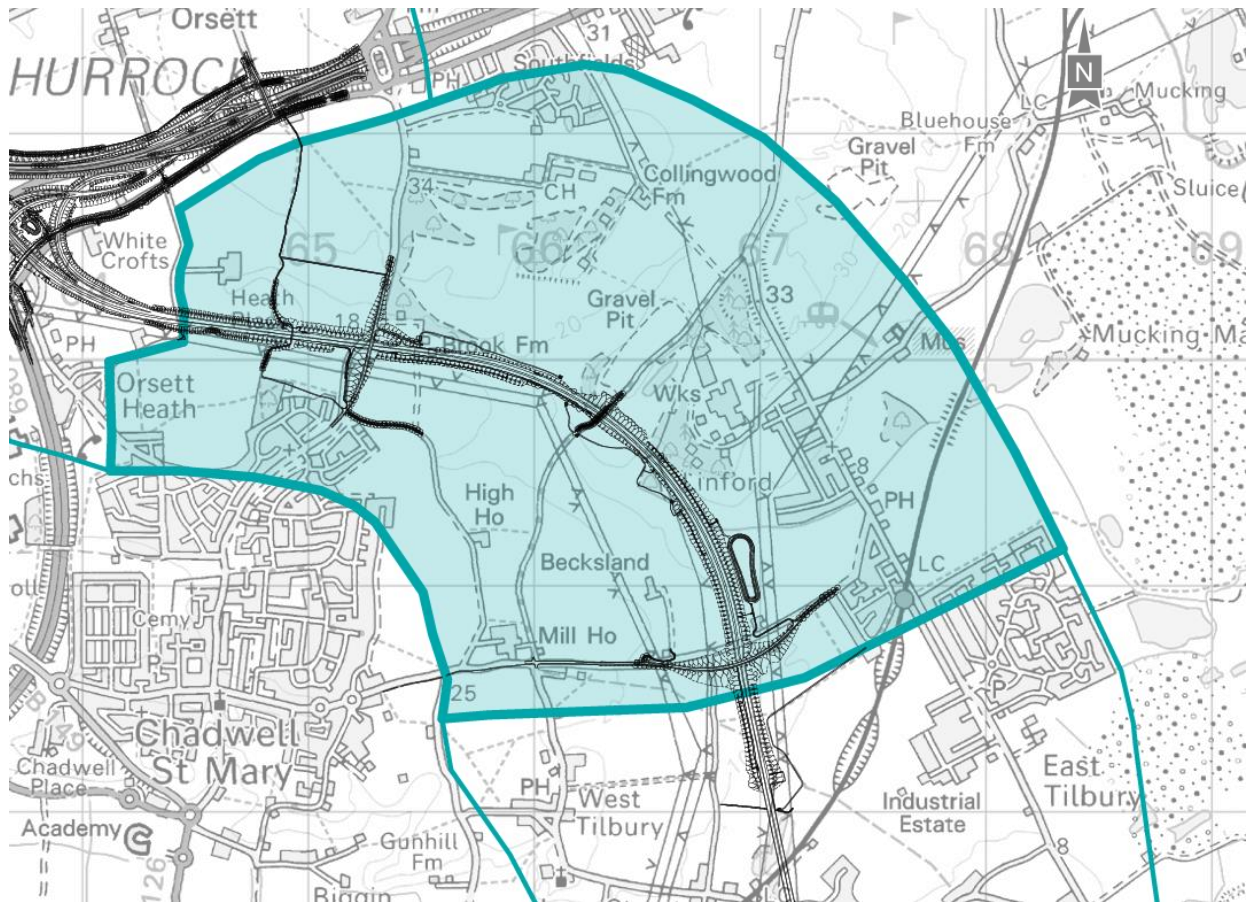 Orsett
31
HURROCK
PH
Southfields
N
LC
Mucking
Bluehouse
Fm
Gravel
Pit
Collingwood
Fm
CH
34
Sluice
White
Crofts
65
66
67
68
69
Heath
18
33
Gravel
Pit
Mus
Mucking Ma
PH
Brook Fm
Orsett
Heath
Wks
8
inford
PH
High
Ho
Becksland
LC
Cemy
Mill Ho
P
25
P
Chadwell
St Mary
Chadwell
Place
PH
West
Tilbury
East
Tilbury
Industrial
Estate
Academy
Gunhill
Fm
8
126
Biggin